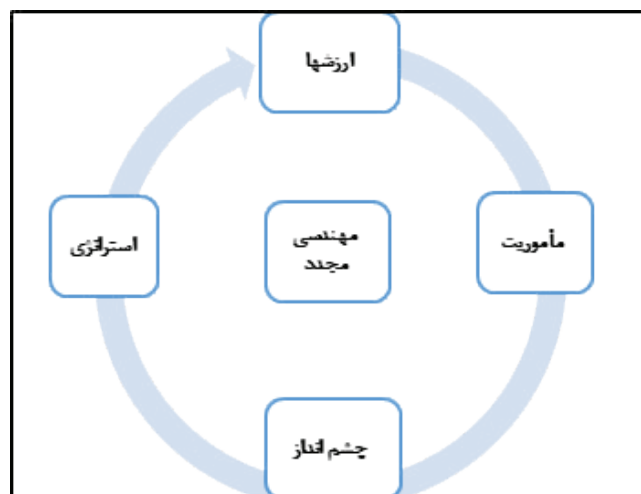 ارزشها
مأموریت
مهندسی
مجدد
استراتژی
چشم انداز